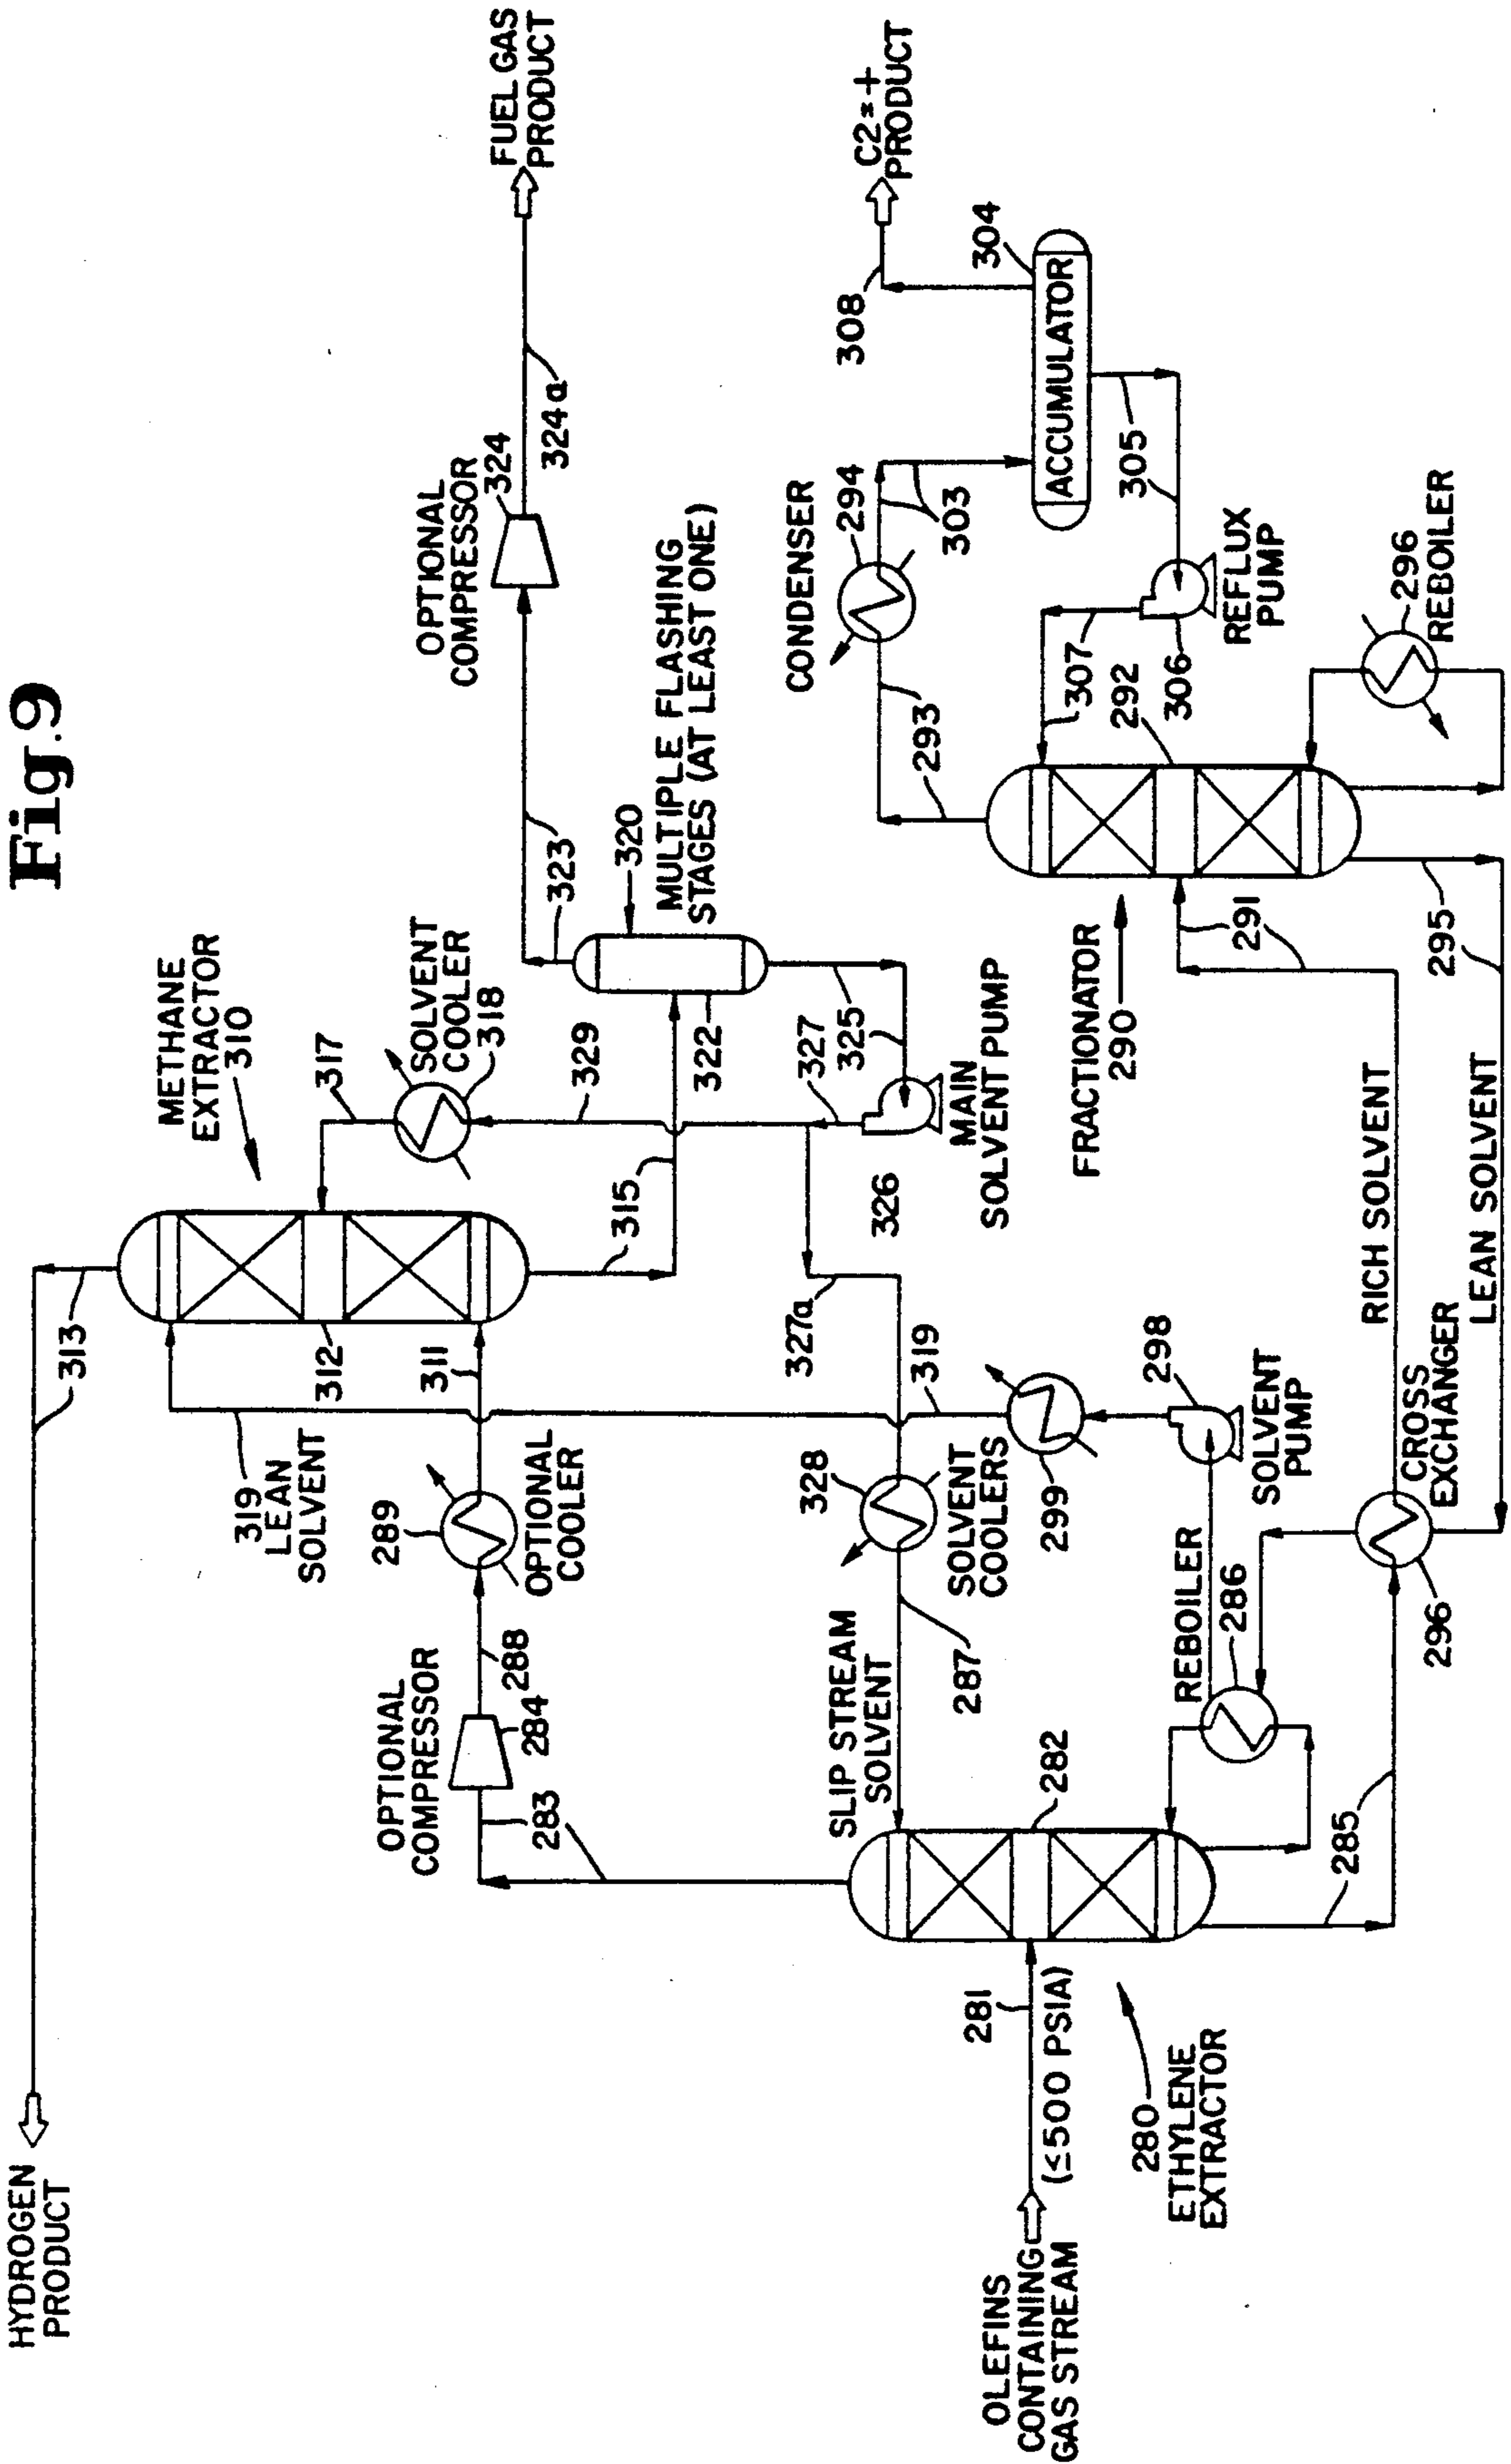 Fig.9
HYDROGEN
PRODUCT
313
METHANE
EXTRACTOR
310
317
SOLVENT
COOLER
318
312
311
319
LEAN
SOLVENT
289
OPTIONAL
COOLER
288
284
OPTIONAL
COMPRESSOR
283
315
329
323
320
322
MULTIPLE FLASHING
STAGES (AT LEAST ONE)
OPTIONAL
COMPRESSOR
324
324a
FUEL GAS
PRODUCT
325
327
MAIN
SOLVENT PUMP
326
327a
319
328
SOLVENT
COOLERS
299
298
SOLVENT
PUMP
SLIP STREAM
SOLVENT
287
282
REBOILER
286
285
281
(≤500 PSIA)
OLEFINS
CONTAINING
GAS STREAM
280
ETHYLENE
EXTRACTOR
296
CROSS
EXCHANGER
RICH SOLVENT
LEAN SOLVENT
FRACTIONATOR
290
291
295
292
293
CONDENSER
294
303
ACCUMULATOR
304
308
C2=+
PRODUCT
305
306
REFLUX
PUMP
307
296
REBOILER